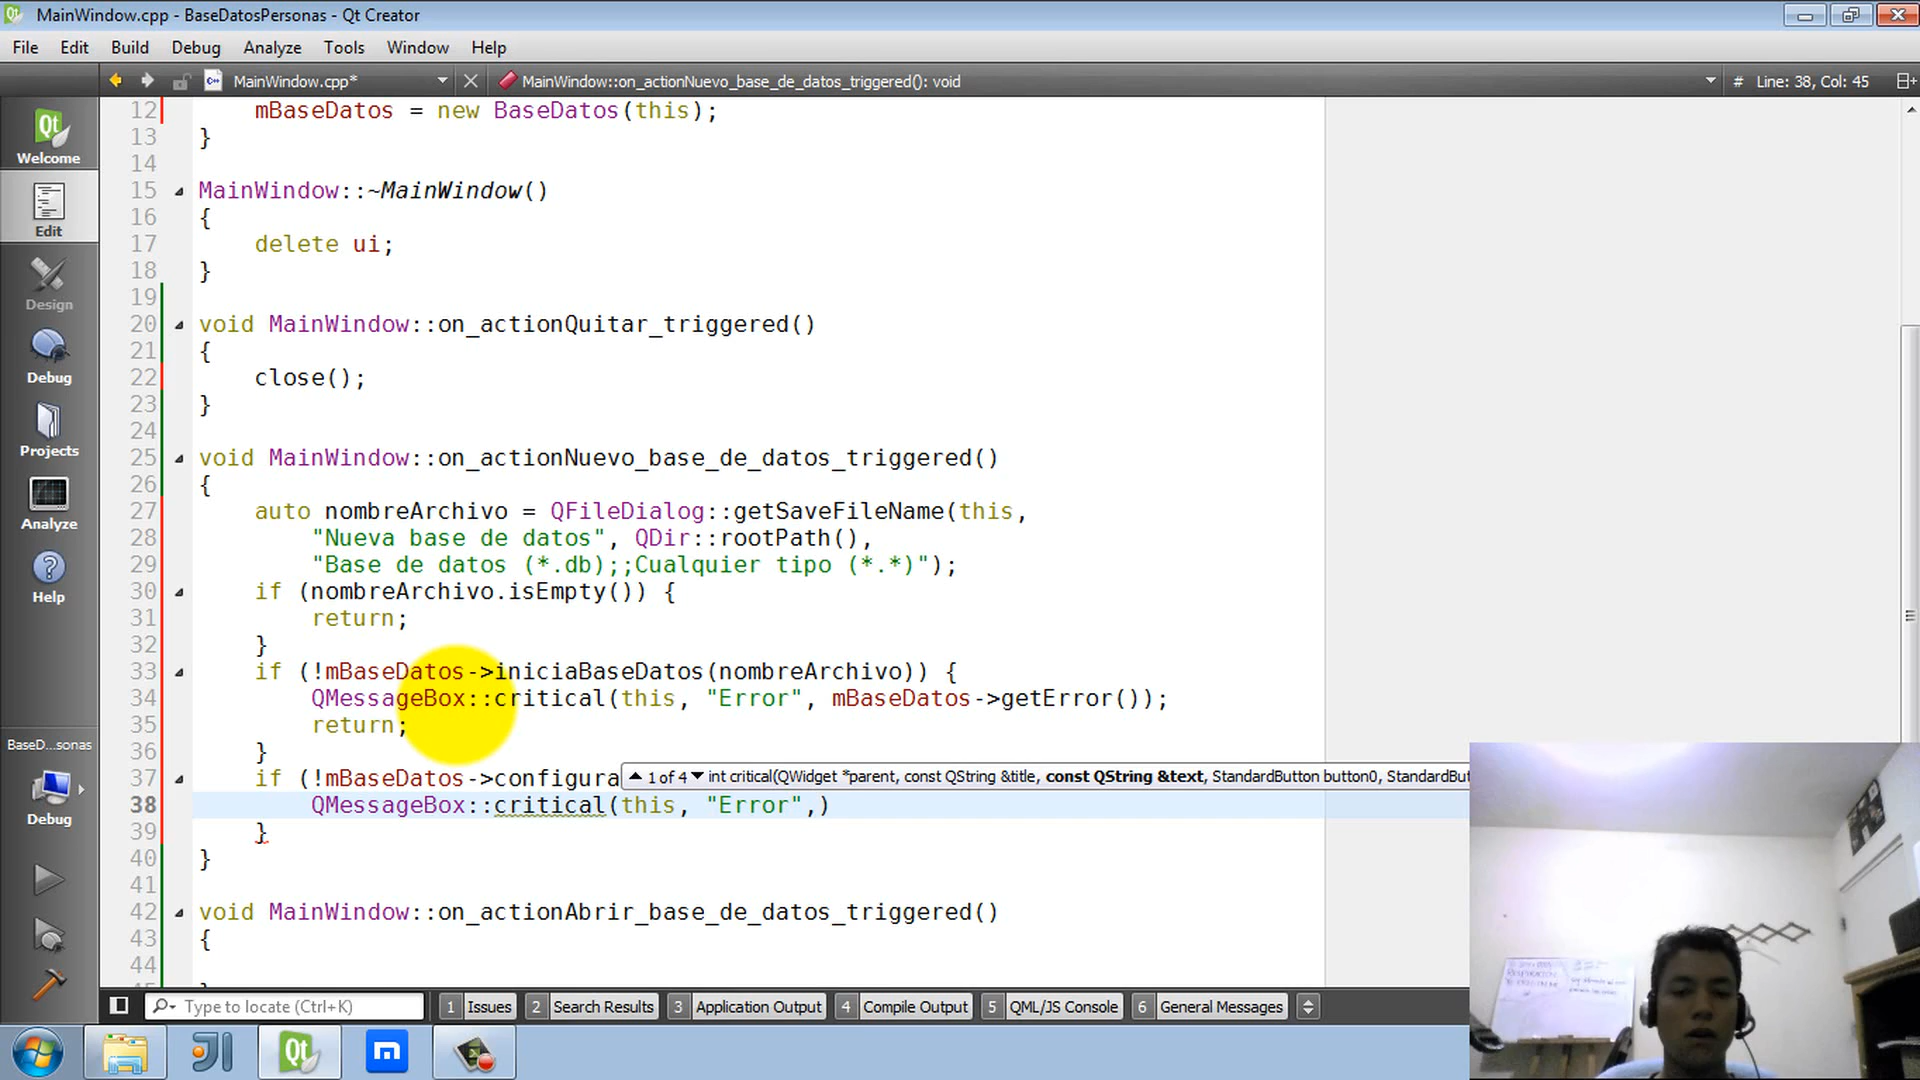 MainWindow.cpp - BaseDatosPersonas - Qt Creator
File Edit Build Debug Analyze Tools Window Help
MainWindow.cpp* MainWindow::on_actionNuevo_base_de_datos_triggered(): void # Line: 38, Col: 45
Welcome
Edit
Design
Debug
Projects
Analyze
Help
BaseD...sonas
Debug
12 mBaseDatos = new BaseDatos(this);
13 }
14
15 MainWindow::~MainWindow()
16 {
17 delete ui;
18 }
19
20 void MainWindow::on_actionQuitar_triggered()
21 {
22 close();
23 }
24
25 void MainWindow::on_actionNuevo_base_de_datos_triggered()
26 {
27 auto nombreArchivo = QFileDialog::getSaveFileName(this,
28 "Nueva base de datos", QDir::rootPath(),
29 "Base de datos (*.db);;Cualquier tipo (*.*)");
30 if (nombreArchivo.isEmpty()) {
31 return;
32 }
33 if (!mBaseDatos->iniciaBaseDatos(nombreArchivo)) {
34 QMessageBox::critical(this, "Error", mBaseDatos->getError());
35 return;
36 }
37 if (!mBaseDatos->configura
1 of 4 int critical(QWidget *parent, const QString &title, const QString &text, StandardButton button0, StandardBut
38 QMessageBox::critical(this, "Error",)
39 }
40 }
41
42 void MainWindow::on_actionAbrir_base_de_datos_triggered()
43 {
44
Type to locate (Ctrl+K) 1 Issues 2 Search Results 3 Application Output 4 Compile Output 5 QML/JS Console 6 General Messages